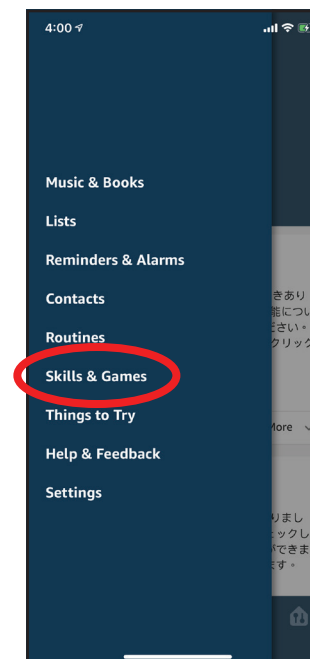 4:00
Music & Books
Lists
Reminders & Alarms
Contacts
Routines
Skills & Games
Things to Try
Help & Feedback
Settings
きあり
能につい
ださい。
クリック
More
りまし
ェックし
ができま
ます。